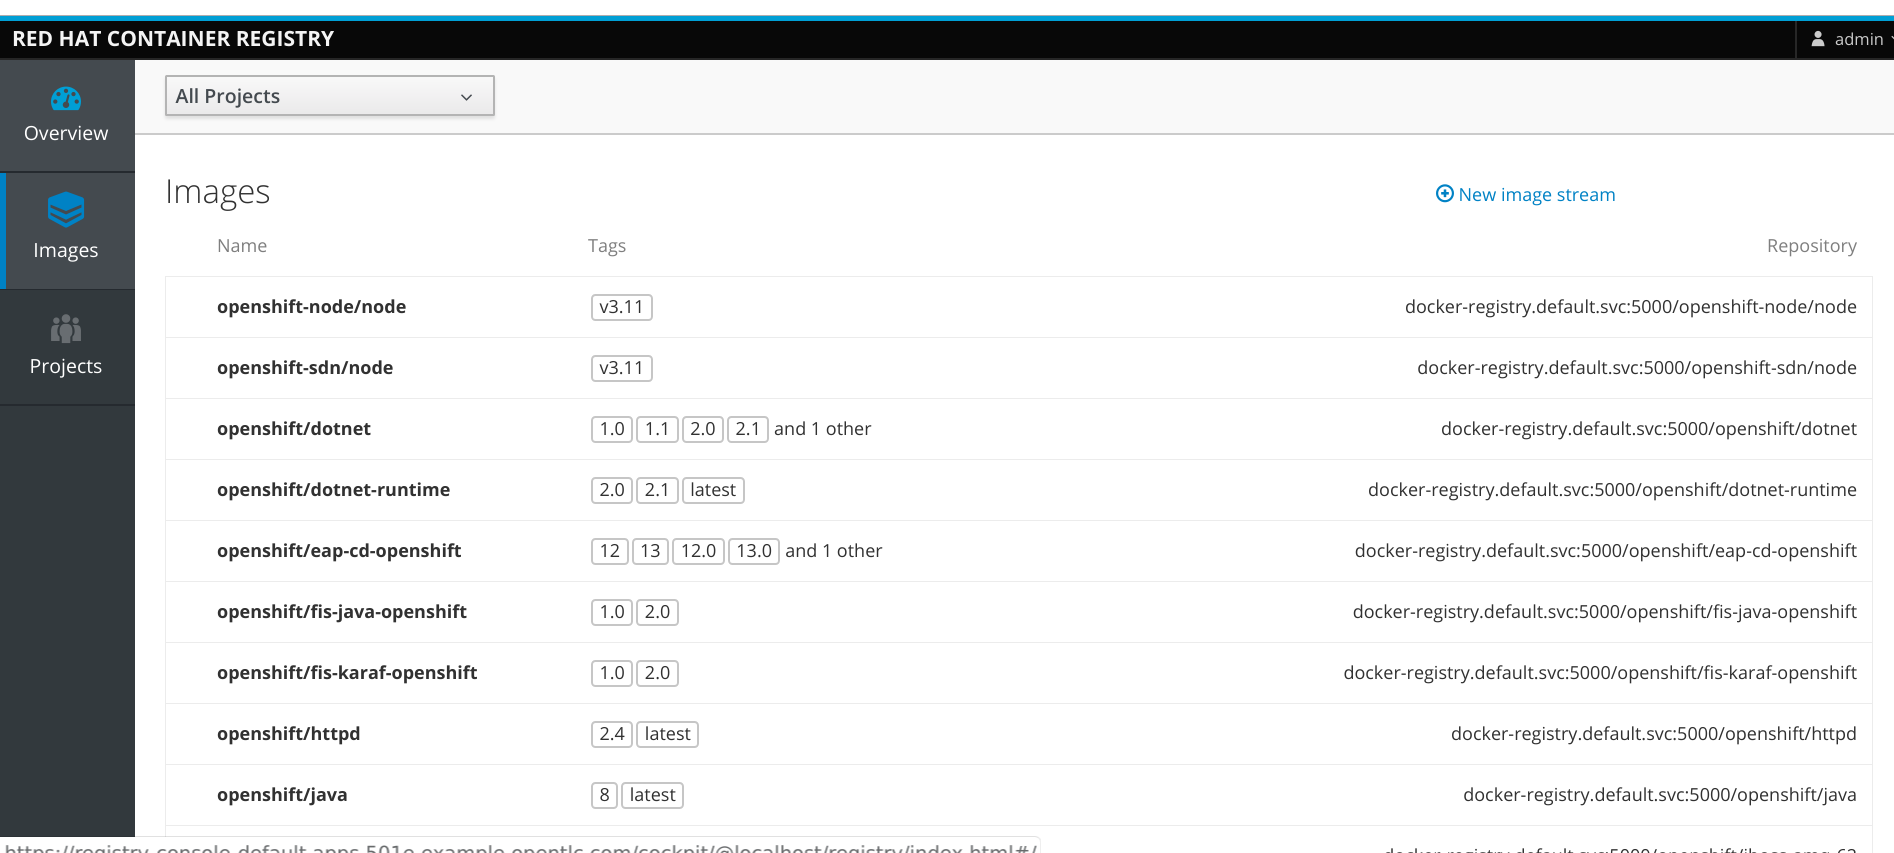 RED HAT CONTAINER REGISTRY
admin
All Projects
Overview
Images
Projects
Images
New image stream
Name Tags Repository
openshift-node/node v3.11 docker-registry.default.svc:5000/openshift-node/node
openshift-sdn/node v3.11 docker-registry.default.svc:5000/openshift-sdn/node
openshift/dotnet 1.0 1.1 2.0 2.1 and 1 other docker-registry.default.svc:5000/openshift/dotnet
openshift/dotnet-runtime 2.0 2.1 latest docker-registry.default.svc:5000/openshift/dotnet-runtime
openshift/eap-cd-openshift 12 13 12.0 13.0 and 1 other docker-registry.default.svc:5000/openshift/eap-cd-openshift
openshift/fis-java-openshift 1.0 2.0 docker-registry.default.svc:5000/openshift/fis-java-openshift
openshift/fis-karaf-openshift 1.0 2.0 docker-registry.default.svc:5000/openshift/fis-karaf-openshift
openshift/httpd 2.4 latest docker-registry.default.svc:5000/openshift/httpd
openshift/java 8 latest docker-registry.default.svc:5000/openshift/java